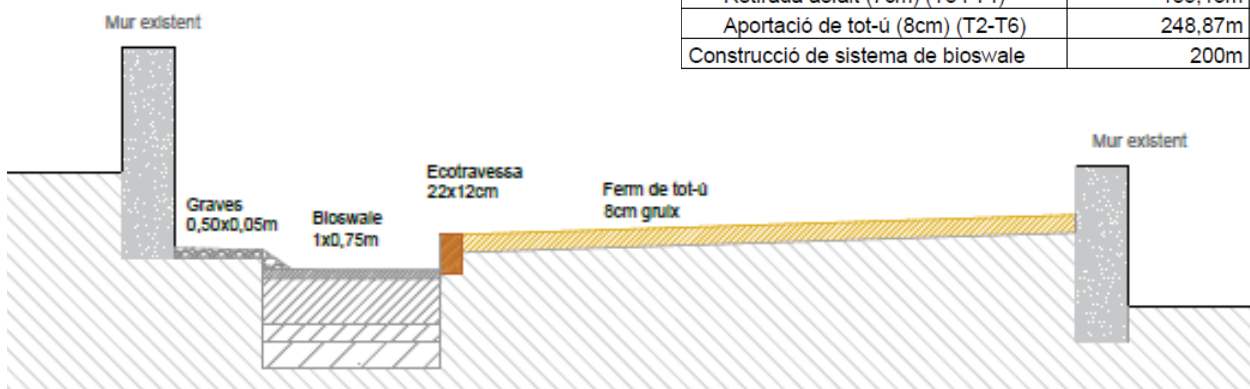 Aportació de tot-ú (8cm) (T2-T6) 248,87m
Construcció de sistema de bioswale 200m
Mur existent
Mur existent
Graves
0,50x0,05m
Bioswale
1x0,75m
Ecotravessa
22x12cm
Ferm de tot-ú
8cm gruix